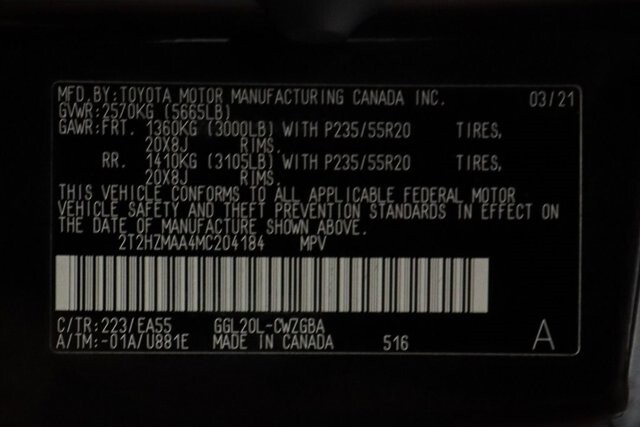 MFD.BY:TOYOTA MOTOR MANUFACTURING CANADA INC. 03/21
GVWR:2570KG (5665LB)
GAWR:FRT. 1360KG (3000LB) WITH P235/55R20 TIRES,
20X8J RIMS.
RR. 1410KG (3105LB) WITH P235/55R20 TIRES,
20X8J RIMS.
THIS VEHICLE CONFORMS TO ALL APPLICABLE FEDERAL MOTOR
VEHICLE SAFETY AND THEFT PREVENTION STANDARDS IN EFFECT ON
THE DATE OF MANUFACTURE SHOWN ABOVE.
2T2HZMAA4MC204184 MPV
C/TR:223/EA55 GGL20L-CWZGBA
A/TM:-01A/U881E MADE IN CANADA 516 A